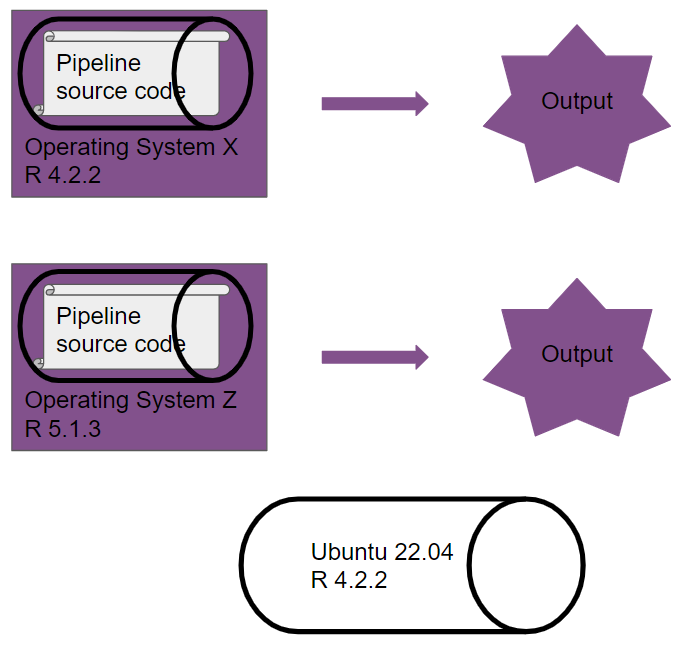 Pipeline
source code
Operating System X
R 4.2.2
Output
Pipeline
source code
Operating System Z
R 5.1.3
Output
Ubuntu 22.04
R 4.2.2